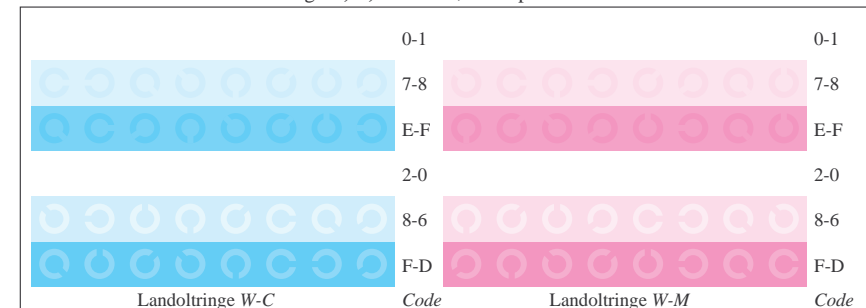 0-1 0-1
7-8 7-8
E-F E-F
2-0 2-0
8-6 8-6
F-D F-D
Landoltringe W-C Code Landoltringe W-M Code